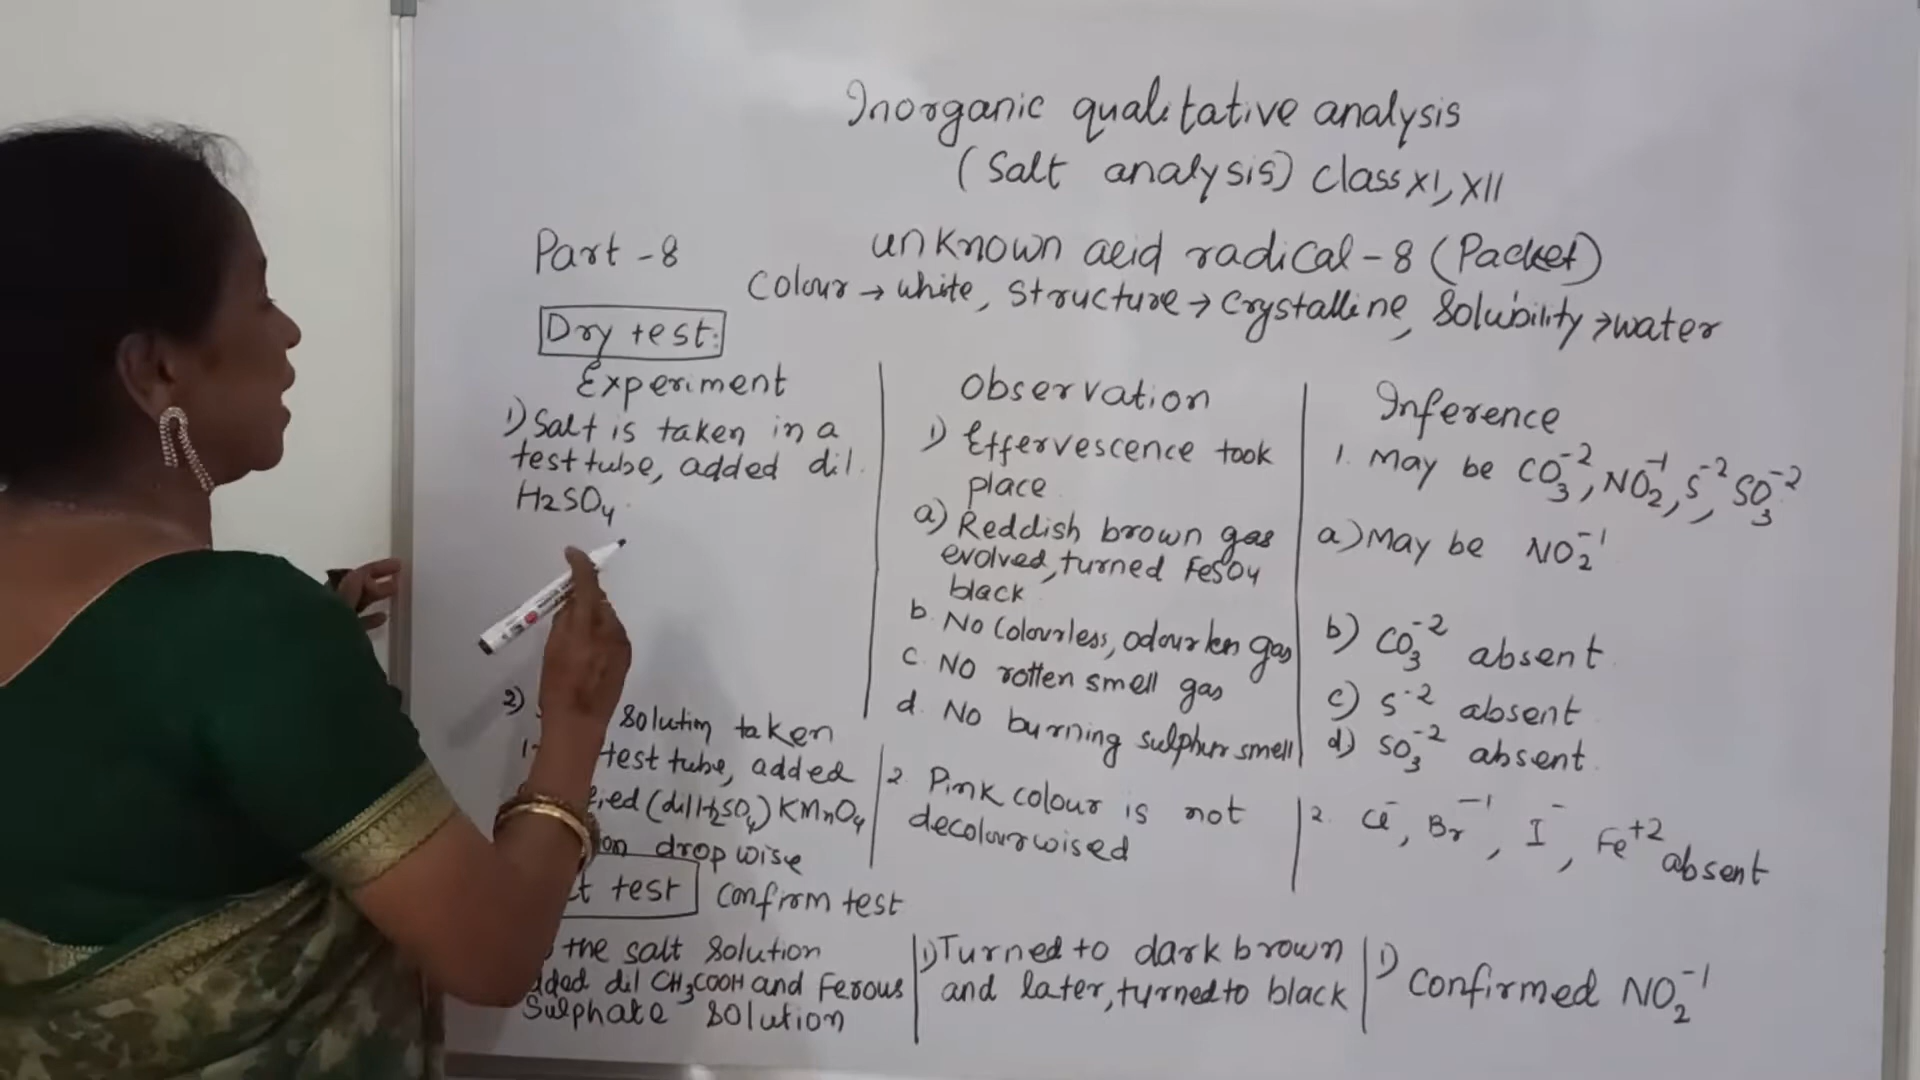 Inorganic qualitative analysis
(Salt analysis) class XI, XII
Part - 8
unknown acid radical - 8 (Packet)
Colour → white, Structure → Crystalline, Solubility → water
Dry test:
Experiment
1) Salt is taken in a
test tube, added dil.
H2SO4
solution taken
test tube, added
(dil H2SO4) KMnO4
drop wise
Observation
1) Effervescence took
place
a) Reddish brown gas
evolved, turned FeSO4
black
b. No Colourless, odourless gas
c. NO rotten smell gas
d. No burning sulphur smell
2. Pink colour is not
decolourwised
Inference
1. May be CO3^-2, NO2^-1, S^-2, SO3^-2
a) May be NO2^-1
b) CO3^-2 absent
c) S^-2 absent
d) SO3^-2 absent
2. Cl^-, Br^-1, I^-, Fe^+2 absent
test confirm test
the salt solution
dil CH3COOH and Ferous
Sulphate solution
1) Turned to dark brown
and later, turned to black
1) Confirmed NO2^-1